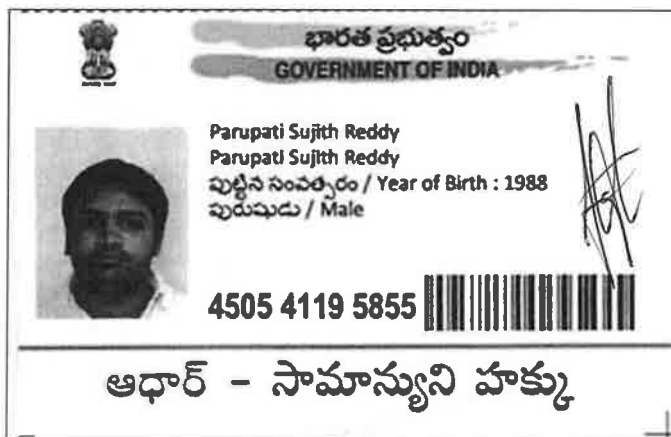 భారత ప్రభుత్వం
GOVERNMENT OF INDIA
Parupati Sujith Reddy
Parupati Sujith Reddy
పుట్టిన సంవత్సరం / Year of Birth : 1988
పురుషుడు / Male
4505 4119 5855
ఆధార్ - సామాన్యుని హక్కు